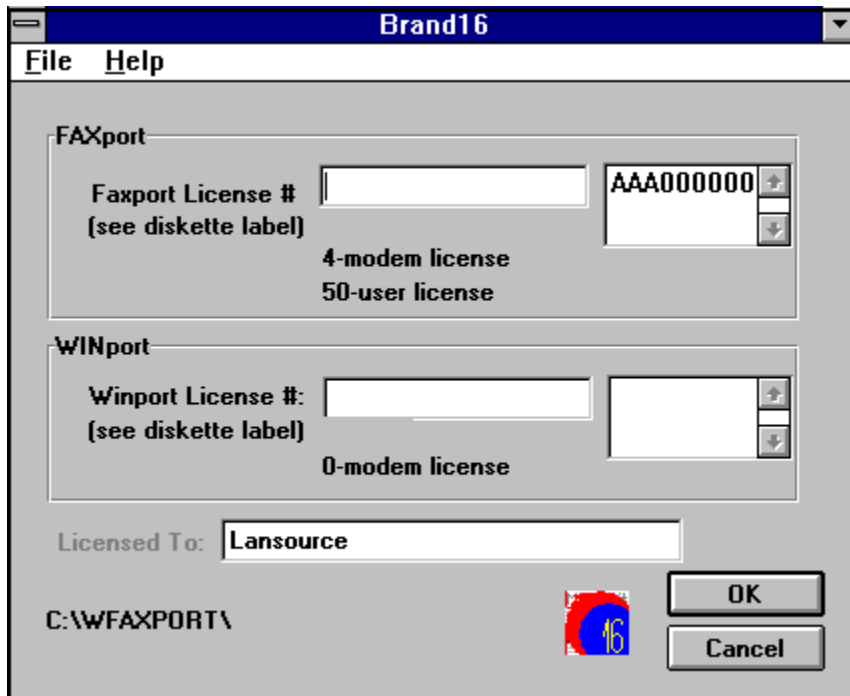 Brand16
File Help
FAXport
Faxport License #
(see diskette label)
AAA000000
4-modem license
50-user license
WINport
Winport License #:
(see diskette label)
0-modem license
Licensed To: Lansource
C:\WFAXPORT\
16
OK
Cancel